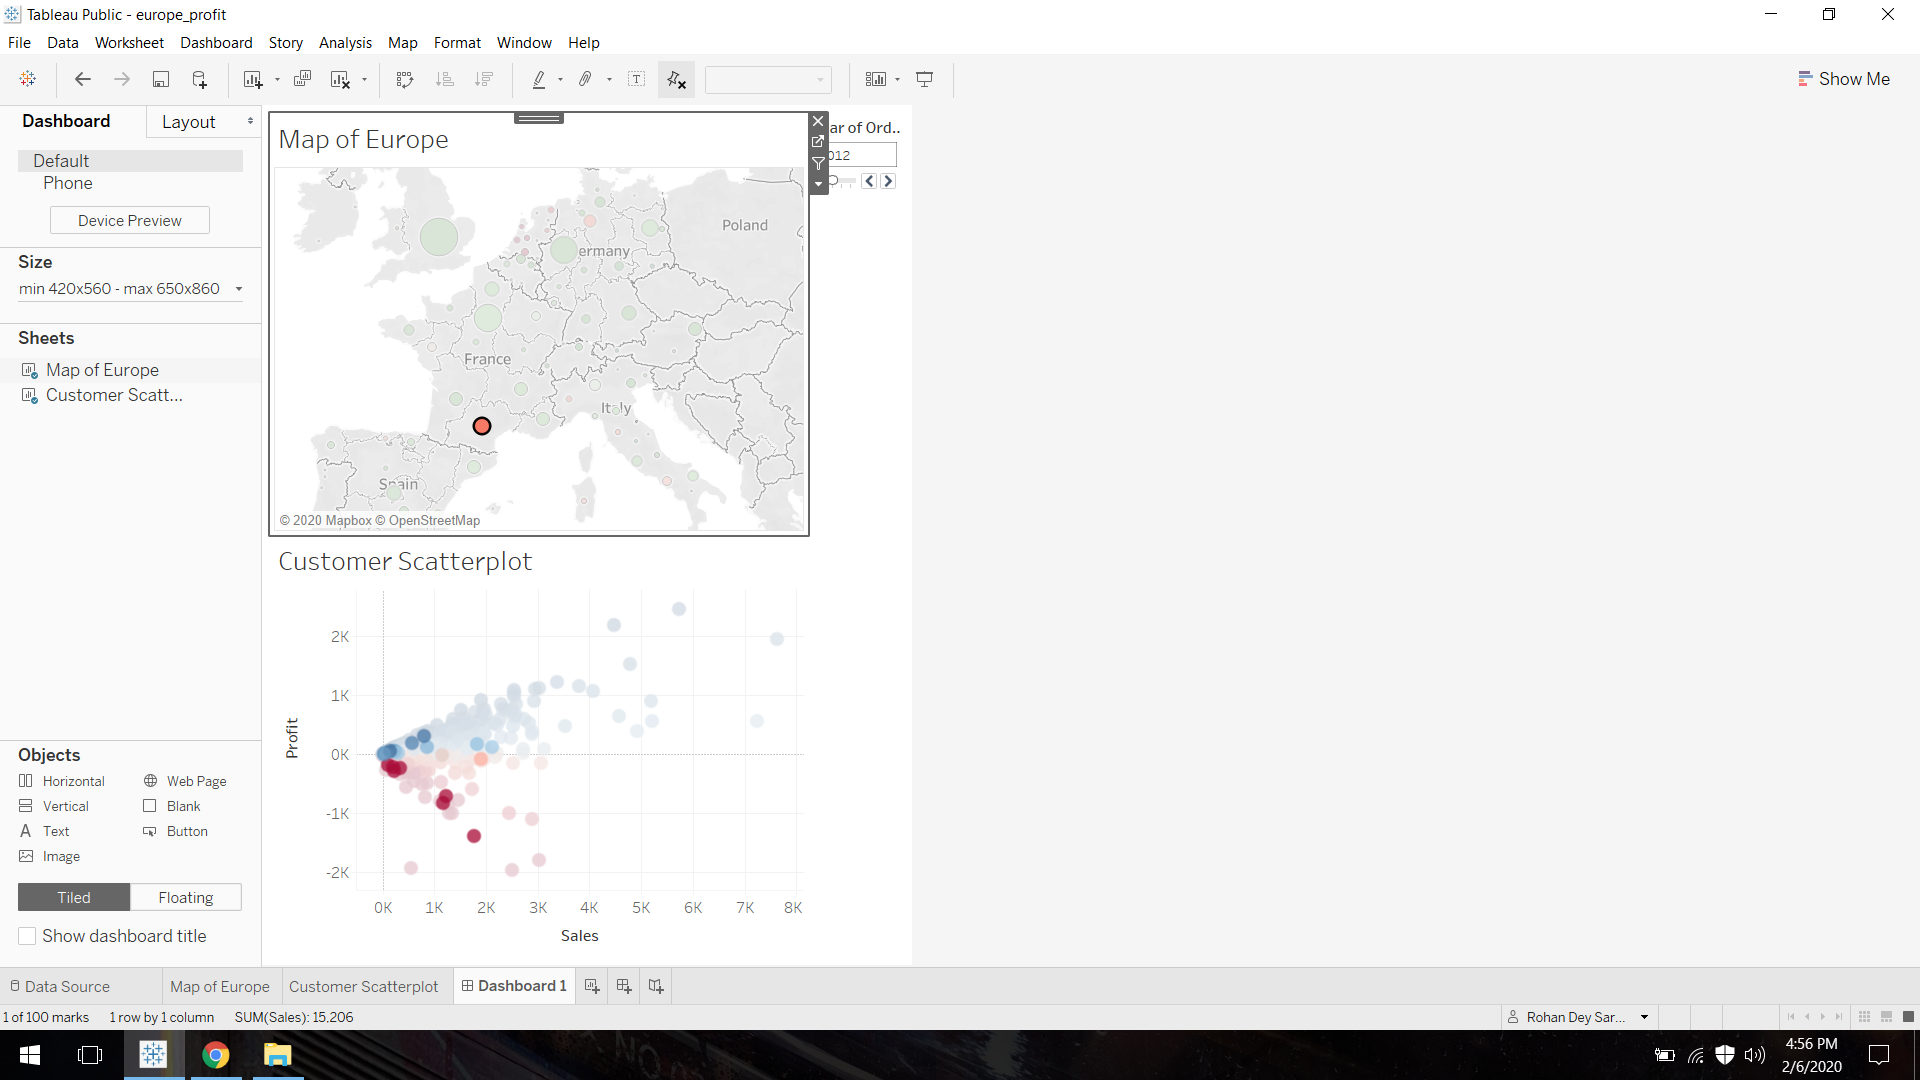 Tableau Public - europe_profit
File Data Worksheet Dashboard Story Analysis Map Format Window Help
Show Me
Dashboard
Layout
Default
Phone
Device Preview
Size
min 420x560 - max 650x860
Sheets
Map of Europe
Customer Scatt...
Objects
Horizontal
Web Page
Vertical
Blank
A Text
Button
Image
Tiled
Floating
Show dashboard title
Map of Europe
ar of Ord..
012
Poland
ermany
France
Italy
Spain
© 2020 Mapbox © OpenStreetMap
Customer Scatterplot
Profit
2K
1K
0K
-1K
-2K
0K 1K 2K 3K 4K 5K 6K 7K 8K
Sales
Data Source
Map of Europe
Customer Scatterplot
Dashboard 1
1 of 100 marks
1 row by 1 column
SUM(Sales): 15,206
Rohan Dey Sar...
NO
4:56 PM
2/6/2020